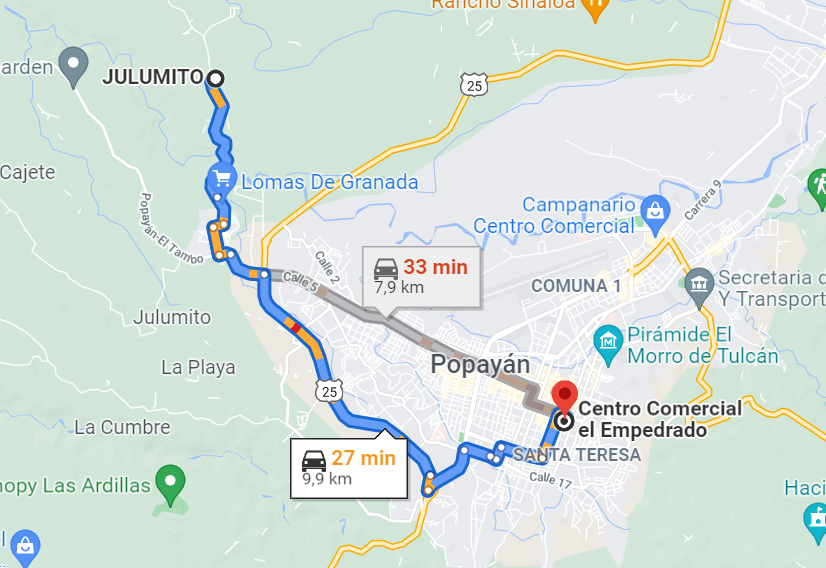 Rancho Sinaloa
arden
JULUMITO
25
Cajete
Lomas De Granada
Campanario
Centro Comercial
Carrera 9
Popayán-El Tambo
Calle 2
Calle 5
33 min
7,9 km
COMUNA 1
Secretaria d
Y Transport
Julumito
Pirámide El
Morro de Tulcán
La Playa
Popayán
25
Centro Comercial
el Empedrado
La Cumbre
27 min
9,9 km
SANTA TERESA
Calle 17
nopy Las Ardillas
Haci